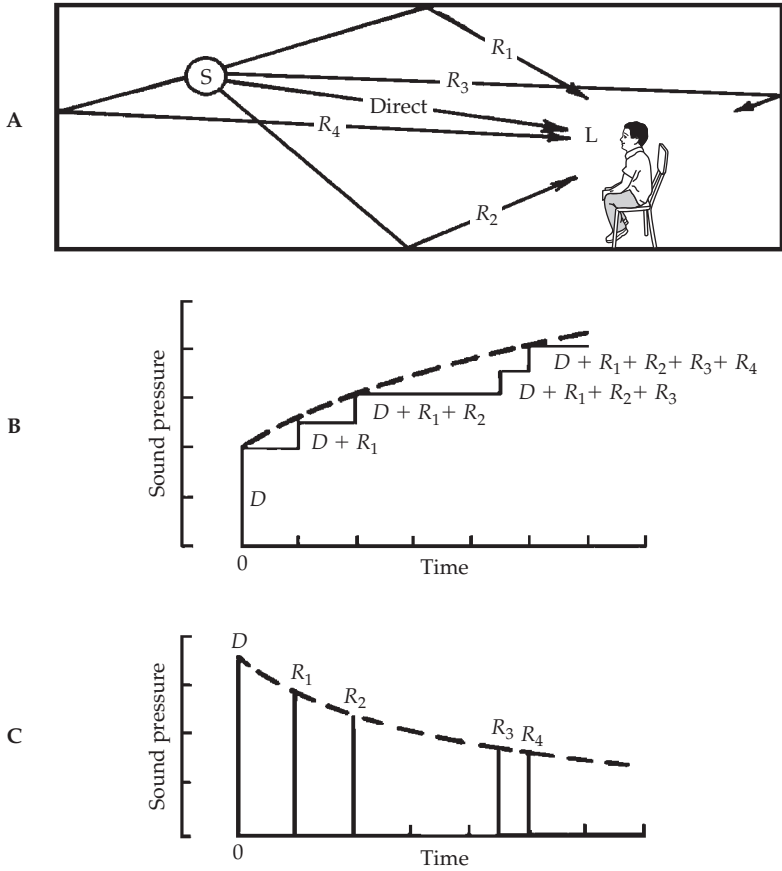 A
S
R1
R3
Direct
R4
L
R2
B
Sound pressure
D + R1 + R2 + R3 + R4
D + R1 + R2 + R3
D + R1 + R2
D + R1
D
0
Time
C
Sound pressure
D
R1
R2
R3 R4
0
Time